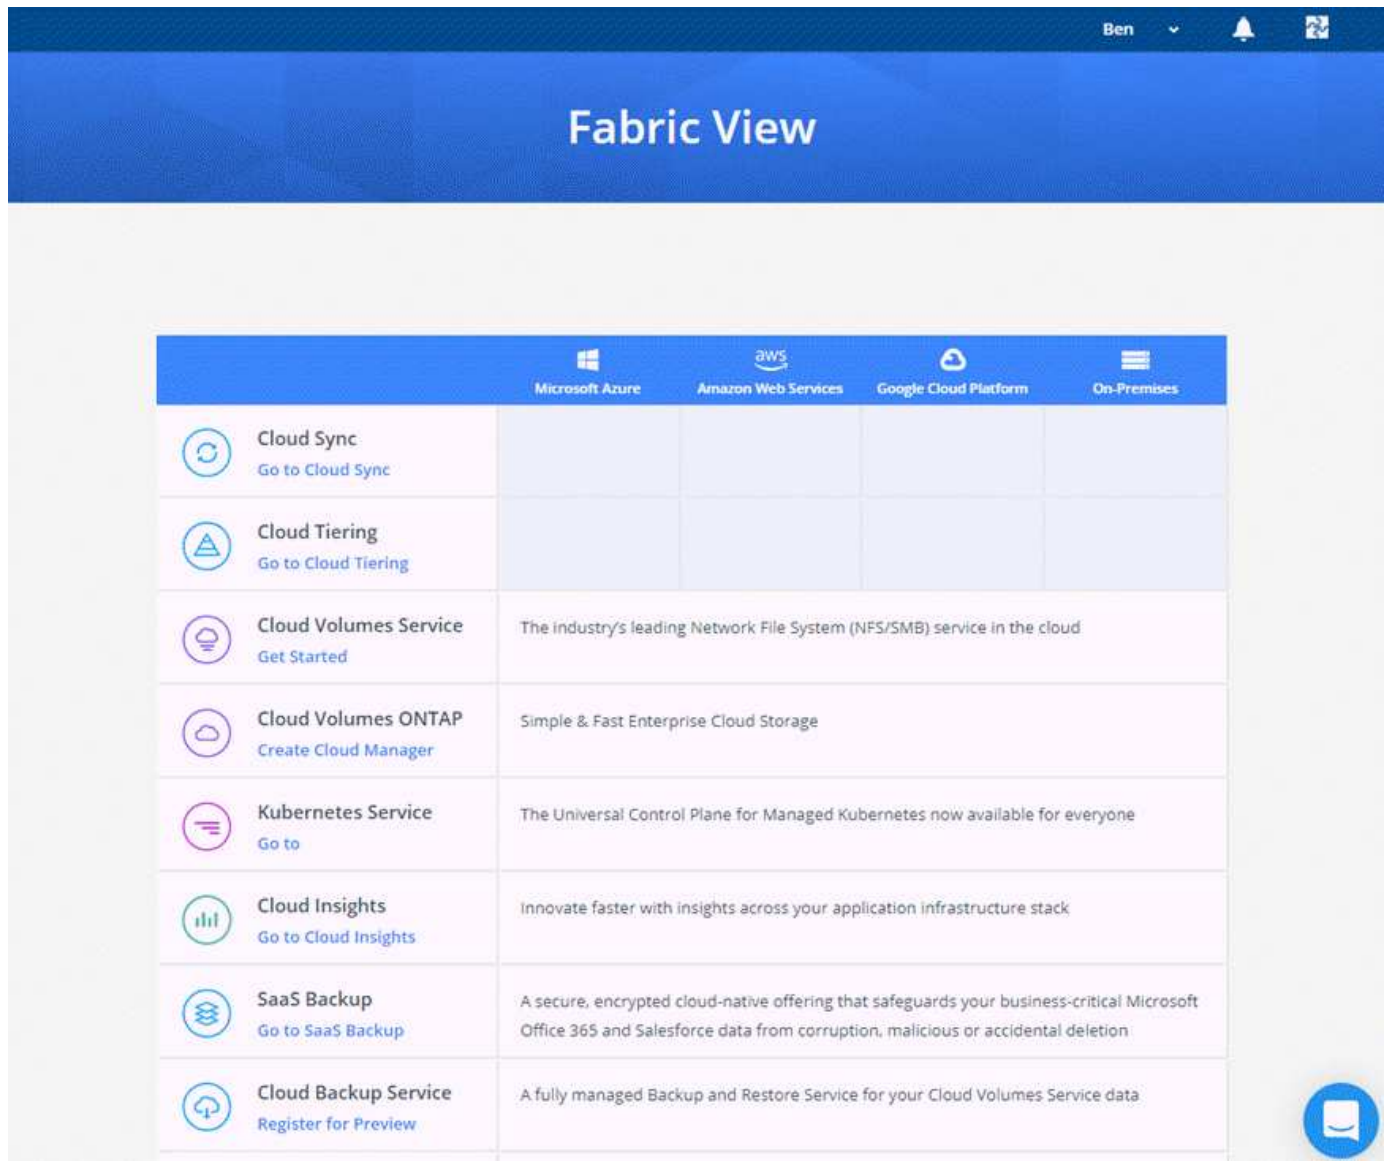 Ben
Fabric View
aws
Microsoft Azure
Amazon Web Services
Google Cloud Platform
On-Premises
Cloud Sync
Go to Cloud Sync
Cloud Tiering
Go to Cloud Tiering
Cloud Volumes Service
Get Started
The industry's leading Network File System (NFS/SMB) service in the cloud
Cloud Volumes ONTAP
Create Cloud Manager
Simple & Fast Enterprise Cloud Storage
Kubernetes Service
Go to
The Universal Control Plane for Managed Kubernetes now available for everyone
Cloud Insights
Go to Cloud Insights
Innovate faster with insights across your application infrastructure stack
SaaS Backup
Go to SaaS Backup
A secure, encrypted cloud-native offering that safeguards your business-critical Microsoft
Office 365 and Salesforce data from corruption, malicious or accidental deletion
Cloud Backup Service
Register for Preview
A fully managed Backup and Restore Service for your Cloud Volumes Service data